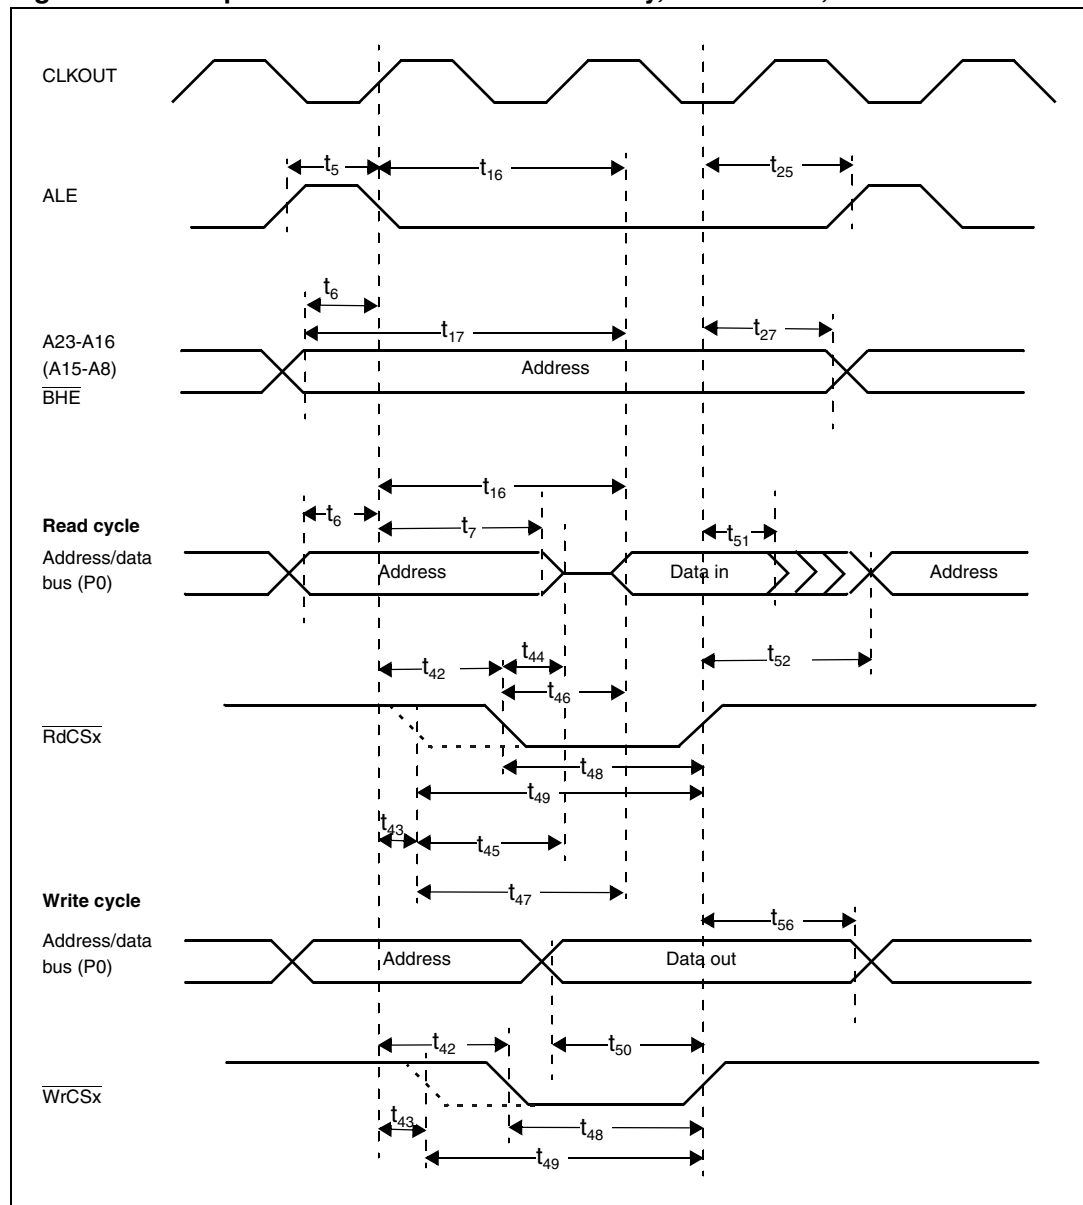 CLKOUT
t5
t16
t25
ALE
t6
t17
t27
A23-A16
(A15-A8)
BHE
Address
t16
t6
t7
t51
Read cycle
Address/data
bus (P0)
Address
Data in
Address
t42
t44
t52
t46
RdCSx
t48
t49
t43
t45
t47
Write cycle
t56
Address/data
bus (P0)
Address
Data out
t42
t50
WrCSx
t43
t48
t49